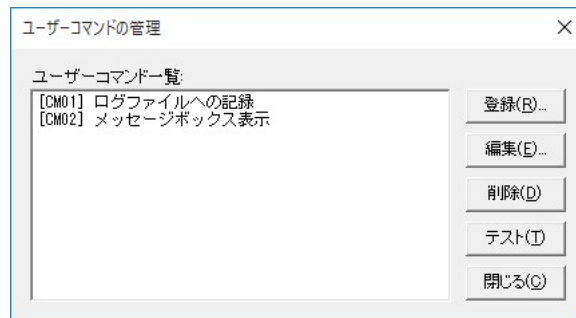 ユーザーコマンドの管理
ユーザーコマンド一覧:
[CM01] ログファイルへの記録
[CM02] メッセージボックス表示
登録(R)...
編集(E)...
削除(D)
テスト(T)
閉じる(C)